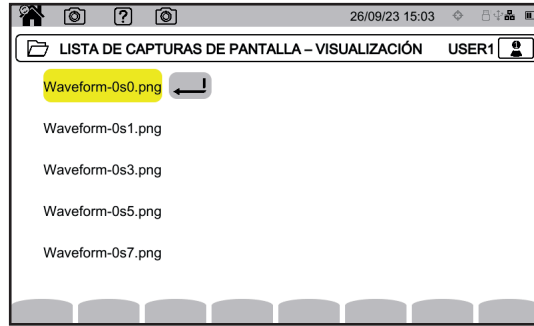 26/09/23 15:03
LISTA DE CAPTURAS DE PANTALLA – VISUALIZACIÓN USER1
Waveform-0s0.png
Waveform-0s1.png
Waveform-0s3.png
Waveform-0s5.png
Waveform-0s7.png